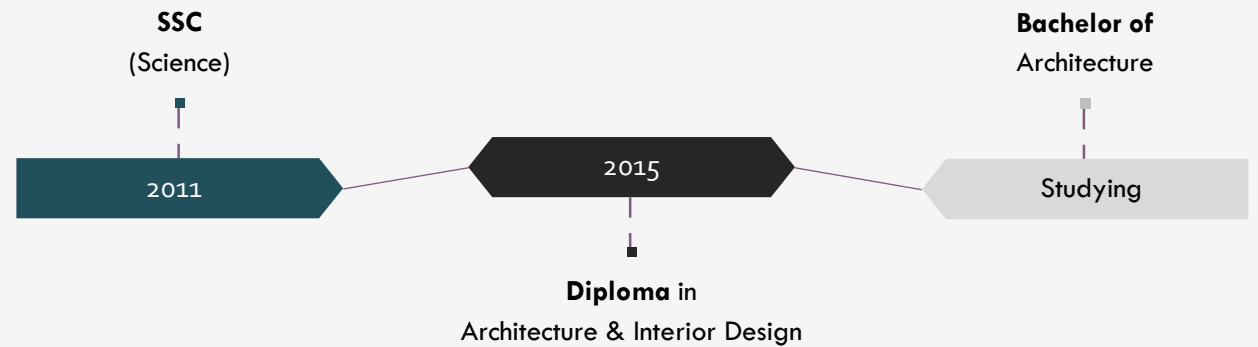 SSC
(Science)
2011
2015
Diploma in
Architecture & Interior Design
Bachelor of
Architecture
Studying